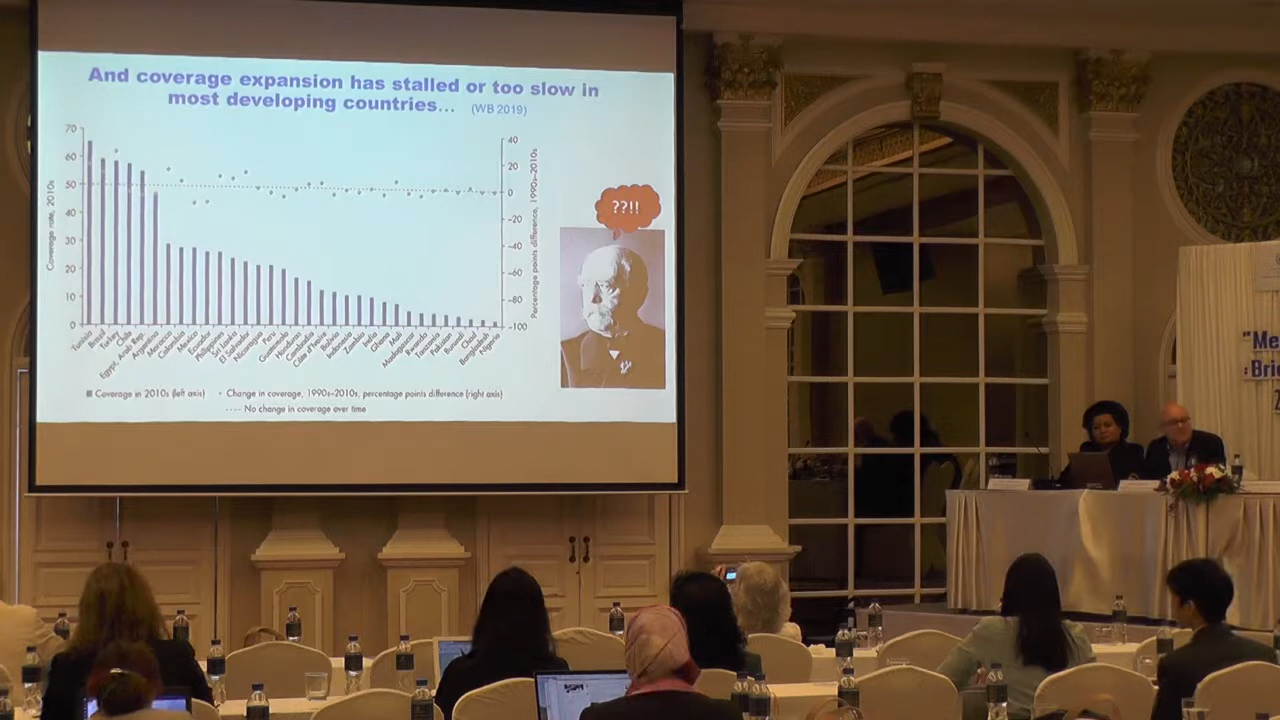 And coverage expansion has stalled or too slow in
most developing countries... (WB 2019)
70
60
50
40
30
20
10
0
Coverage rate, 2010s
40
20
0
-20
-40
-60
-80
-100
Percentage points difference, 1990s-2010s
Tunisia
Brazil
Turkey
Chile
Egypt, Arab Rep.
Argentina
Morocco
Colombia
Mexico
Ecuador
Philippines
Sri Lanka
El Salvador
Nicaragua
Peru
Guatemala
Honduras
Cambodia
Côte d'Ivoire
Bolivia
Indonesia
Zambia
India
Ghana
Mali
Madagascar
Rwanda
Tanzania
Pakistan
Burundi
Chad
Bangladesh
Nigeria
Coverage in 2010s (left axis)
Change in coverage, 1990s-2010s, percentage points difference (right axis)
No change in coverage over time
??!!
"Me